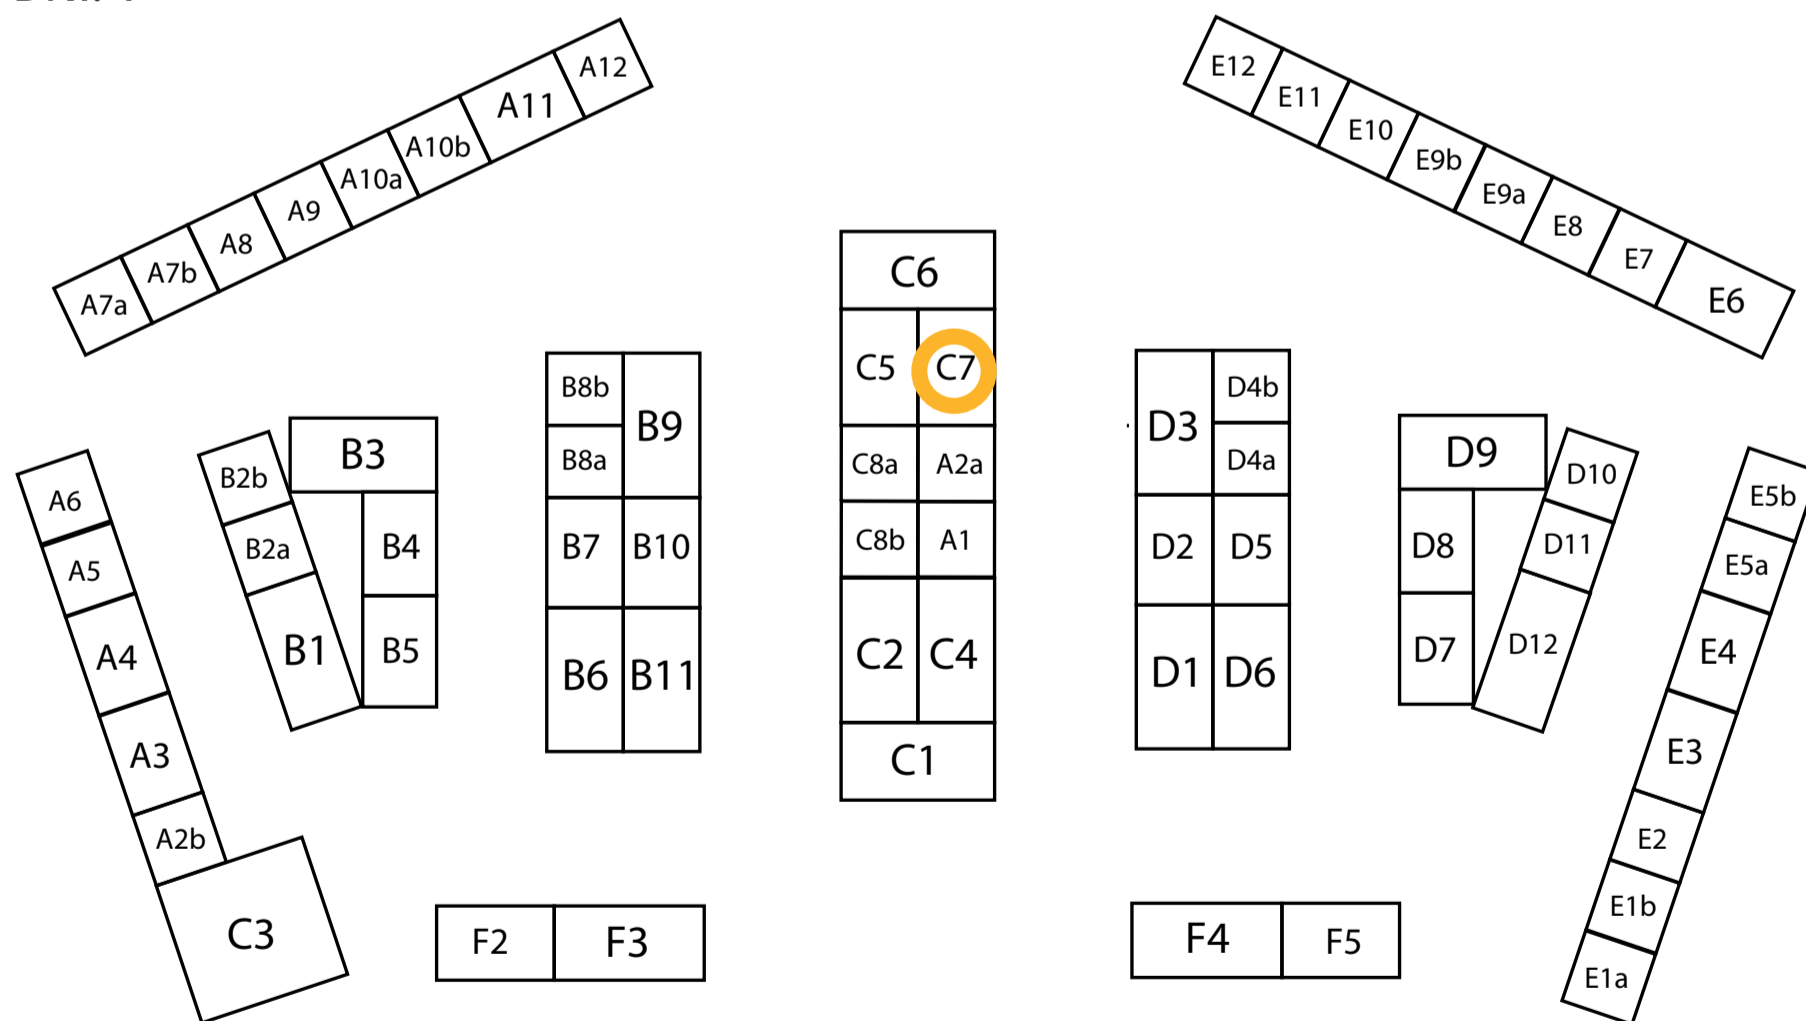 A12
A11
A10b
A10a
A9
A8
A7b
A7a
E12
E11
E10
E9b
E9a
E8
E7
E6
A6
A5
A4
A3
A2b
C3
B2b
B2a
B1
B3
B4
B5
B8b
B9
B8a
B7 B10
B6 B11
C6
C5 C7
C8a A2a
C8b A1
C2 C4
C1
D3 D4b
D4a
D2 D5
D1 D6
D9
D8
D7
D10
D11
D12
E5b
E5a
E4
E3
E2
E1b
E1a
F2 F3
F4 F5